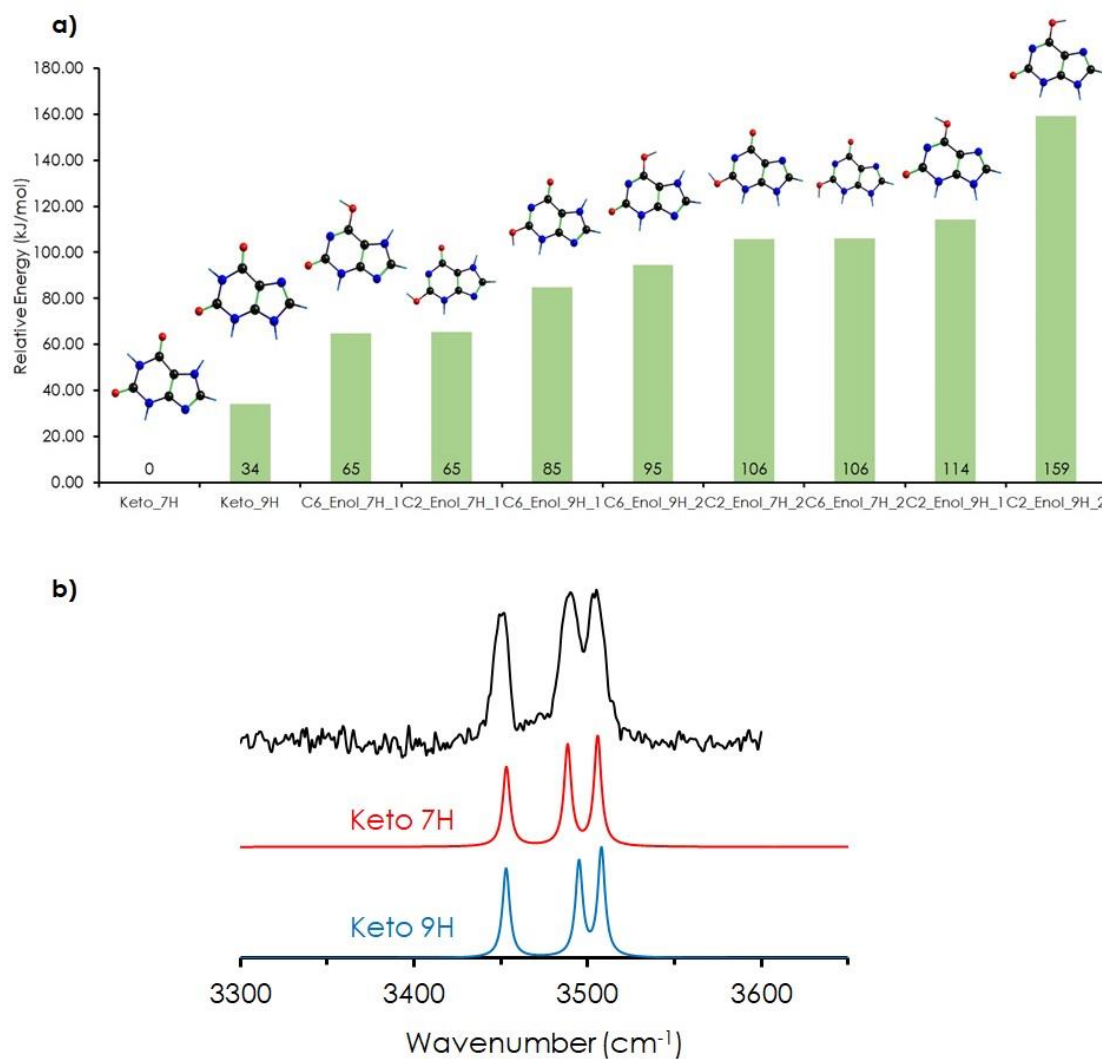 a)
180.00
160.00
140.00
120.00
100.00
80.00
60.00
40.00
20.00
0.00
Relative Energy (kJ/mol)
0 34 65 65 85 95 106 106 114 159
Keto_7H Keto_9H C6_Enol_7H_1 C2_Enol_7H_1 C6_Enol_9H_1 C6_Enol_9H_2 C2_Enol_7H_2 C6_Enol_7H_2 C2_Enol_9H_1 C2_Enol_9H_2
b)
Keto 7H
Keto 9H
3300 3400 3500 3600
Wavenumber (cm-1)